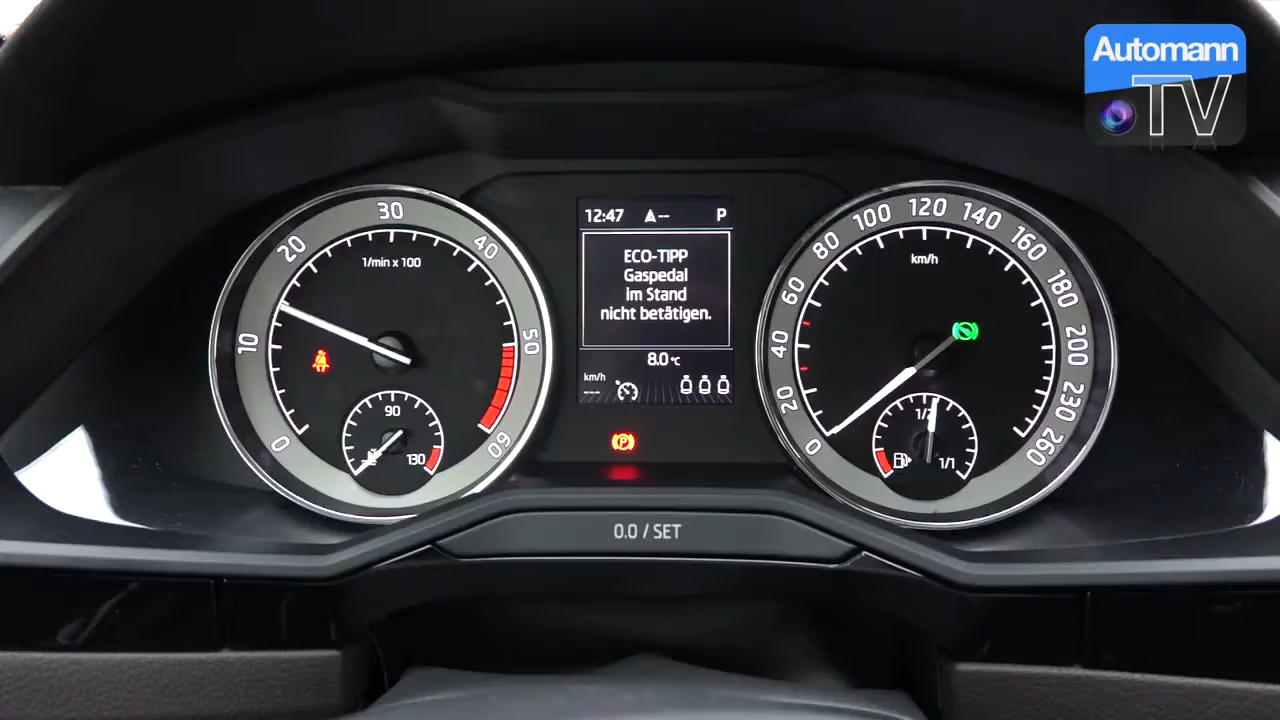 Automann
TV
12:47 --- P
ECO-TIPP
Gaspedal
im Stand
nicht betätigen.
8.0 °C
km/h
---
0 10 20 30 40 50 60
1/min x 100
90
130
0 20 40 60 80 100 120 140 160 180 200 230 260
km/h
1/2
1/1
P
0.0 / SET